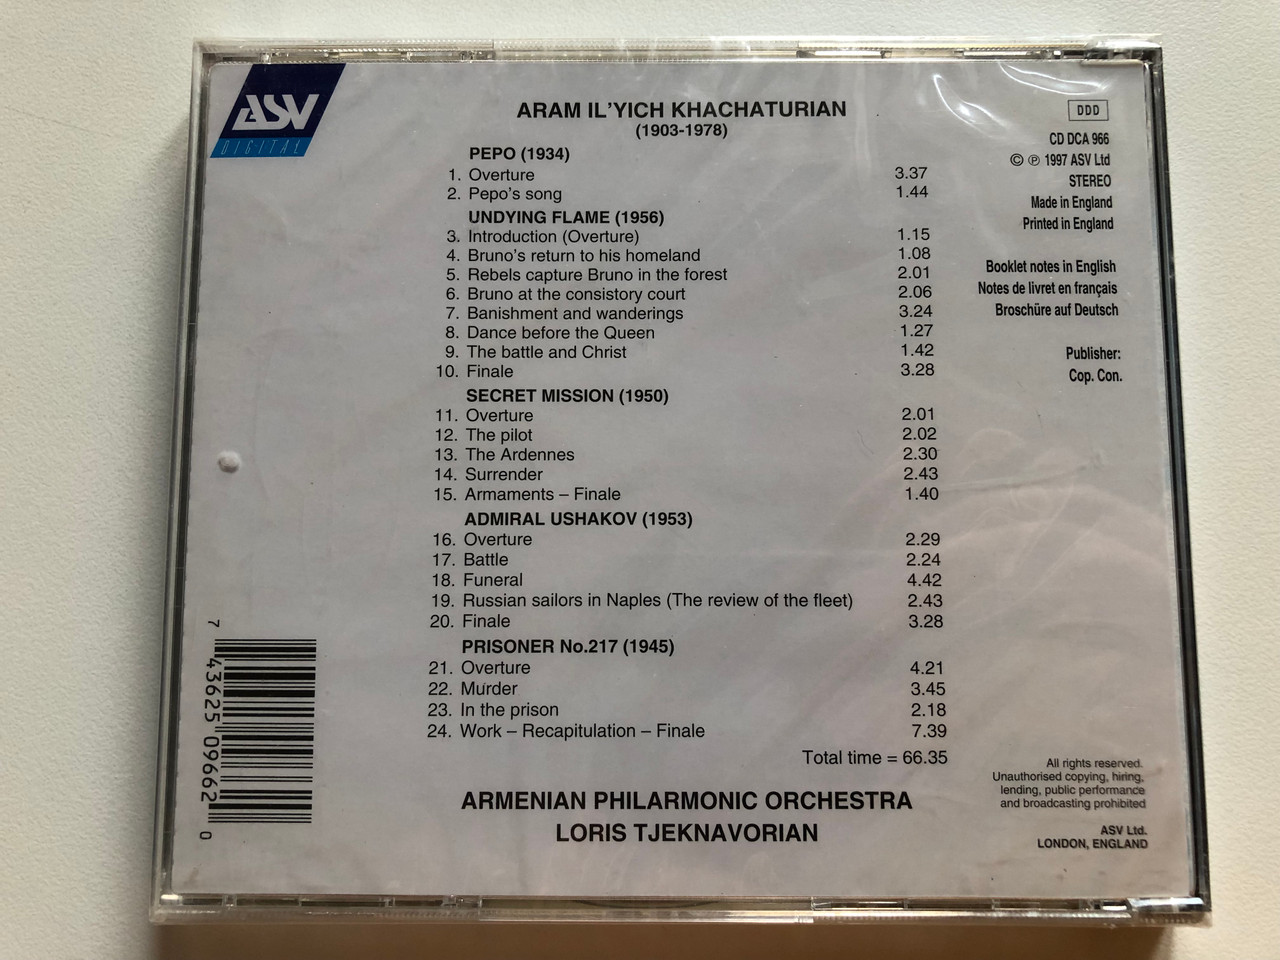 ASV
DIGITAL
ARAM IL'YICH KHACHATURIAN
(1903-1978)
PEPO (1934)
1. Overture 3.37
2. Pepo's song 1.44
UNDYING FLAME (1956)
3. Introduction (Overture) 1.15
4. Bruno's return to his homeland 1.08
5. Rebels capture Bruno in the forest 2.01
6. Bruno at the consistory court 2.06
7. Banishment and wanderings 3.24
8. Dance before the Queen 1.27
9. The battle and Christ 1.42
10. Finale 3.28
SECRET MISSION (1950)
11. Overture 2.01
12. The pilot 2.02
13. The Ardennes 2.30
14. Surrender 2.43
15. Armaments – Finale 1.40
ADMIRAL USHAKOV (1953)
16. Overture 2.29
17. Battle 2.24
18. Funeral 4.42
19. Russian sailors in Naples (The review of the fleet) 2.43
20. Finale 3.28
PRISONER No.217 (1945)
21. Overture 4.21
22. Murder 3.45
23. In the prison 2.18
24. Work – Recapitulation – Finale 7.39
Total time = 66.35
ARMENIAN PHILARMONIC ORCHESTRA
LORIS TJEKNAVORIAN
DDD
CD DCA 966
© ℗ 1997 ASV Ltd
STEREO
Made in England
Printed in England
Booklet notes in English
Notes de livret en français
Broschüre auf Deutsch
Publisher:
Cop. Con.
All rights reserved.
Unauthorised copying, hiring,
lending, public performance
and broadcasting prohibited
ASV Ltd.
LONDON, ENGLAND
7 43625 09662 0